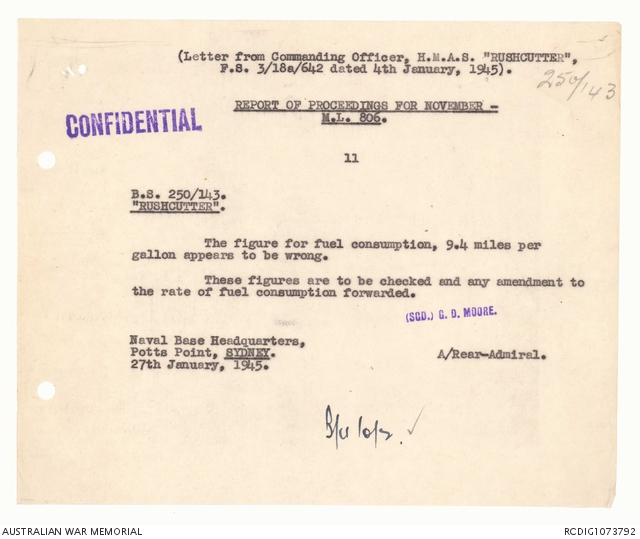 (Letter from Commanding Officer, H.M.A.S. "RUSHCUTTER",
F.S. 3/18a/642 dated 4th January, 1945).
250/143
REPORT OF PROCEEDINGS FOR NOVEMBER -
M.L. 806.
CONFIDENTIAL
11
B.S. 250/143.
"RUSHCUTTER".
The figure for fuel consumption, 9.4 miles per
gallon appears to be wrong.
These figures are to be checked and any amendment to
the rate of fuel consumption forwarded.
(SGD.) G. D. MOORE.
Naval Base Headquarters,
Potts Point, SYDNEY.
A/Rear-Admiral.
27th January, 1945.
AUSTRALIAN WAR MEMORIAL
RCDIG1073792